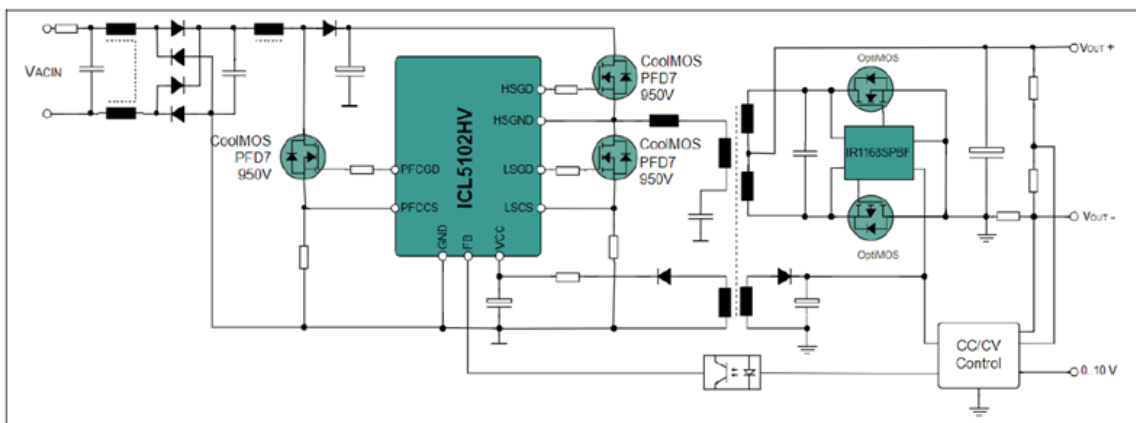 VACIN
CoolMOS
PFD7
950V
PFCGD
PFCCS
ICL5102HV
HSGD
HSGND
LSGD
LSCS
GND
FB
VCC
CoolMOS
PFD7
950V
CoolMOS
PFD7
950V
OptiMOS
IR1168SPBF
OptiMOS
VOUT +
VOUT -
CC/CV
Control
0..10 V